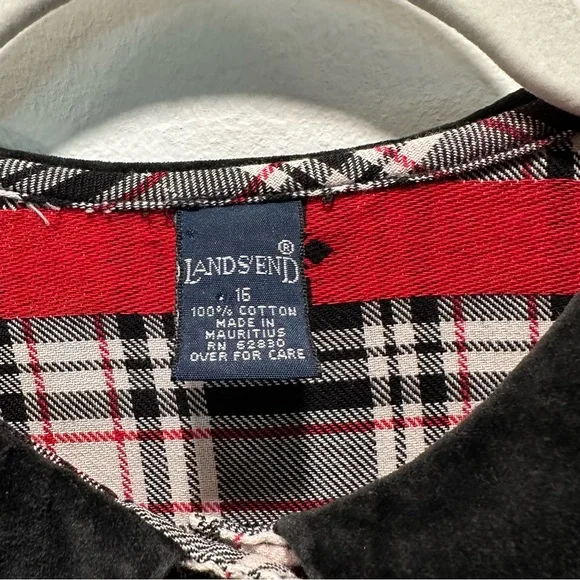 LANDS' END®
16
100% COTTON
MADE IN
MAURITIUS
RN 62830
OVER FOR CARE